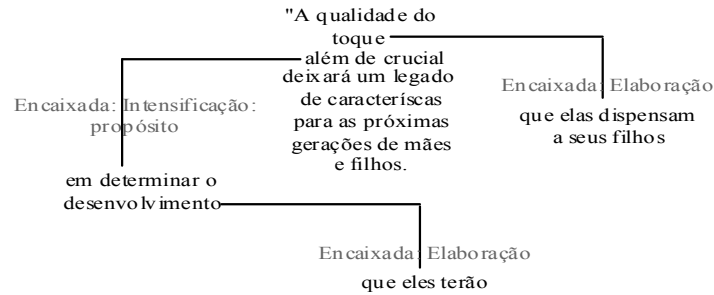 "A qualidade do
toque
além de crucial
deixará um legado
de caracteríscas
para as próximas
gerações de mães
e filhos.
Encaixada: Elaboração
que elas dispensam
a seus filhos
Encaixada: Intensificação:
propósito
em determinar o
desenvolvimento
Encaixada: Elaboração
que eles terão